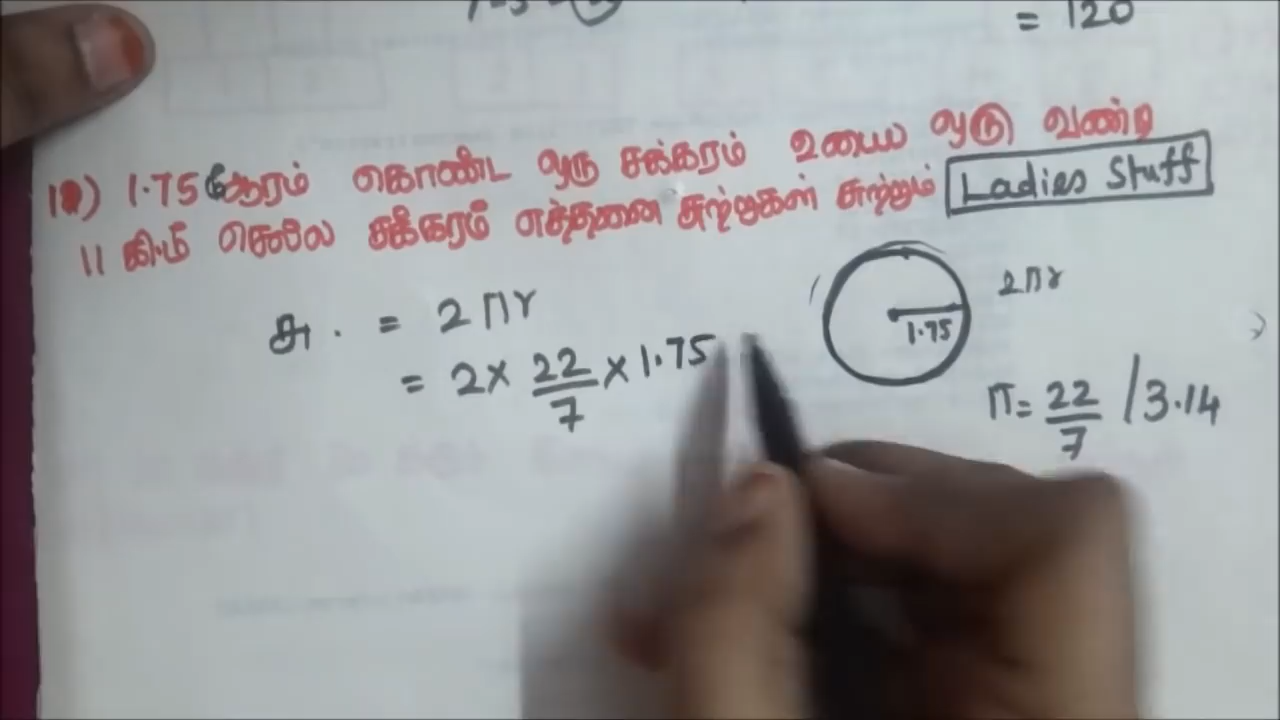 = 120
1.75 ஆரம் கொண்ட ஒரு சக்கரம் உடைய ஒரு வண்டி
11 கி.மீ செல்ல சக்கரம் எத்தனை சுற்றுகள் சுற்றும்
Ladies Stuff
சு. = 2πr
= 2 × 22/7 × 1.75
1.75
2πr
π = 22/7 / 3.14